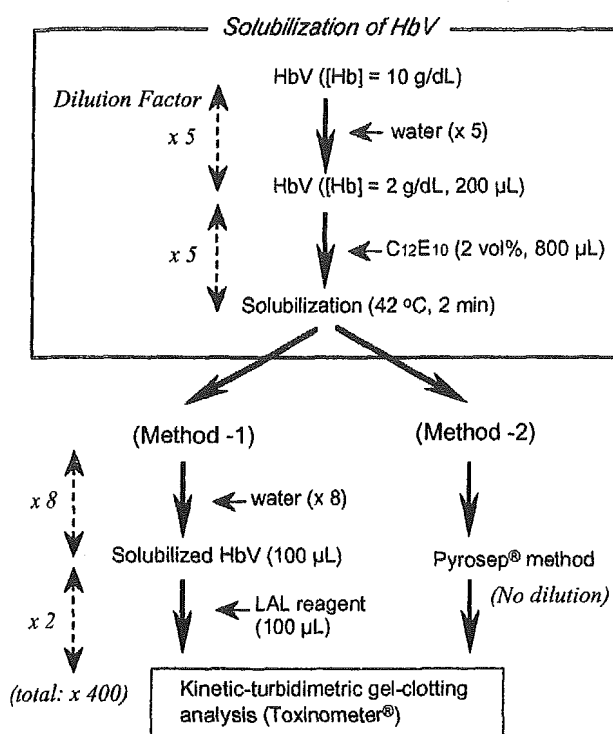 Solubilization of HbV
HbV ([Hb] = 10 g/dL)
Dilution Factor
x 5
water (x 5)
HbV ([Hb] = 2 g/dL, 200 µL)
x 5
C12E10 (2 vol%, 800 µL)
Solubilization (42 °C, 2 min)
(Method -1)
(Method -2)
x 8
water (x 8)
Solubilized HbV (100 µL)
Pyrosep® method
(No dilution)
x 2
LAL reagent
(100 µL)
(total: x 400)
Kinetic-turbidimetric gel-clotting
analysis (Toxinometer®)